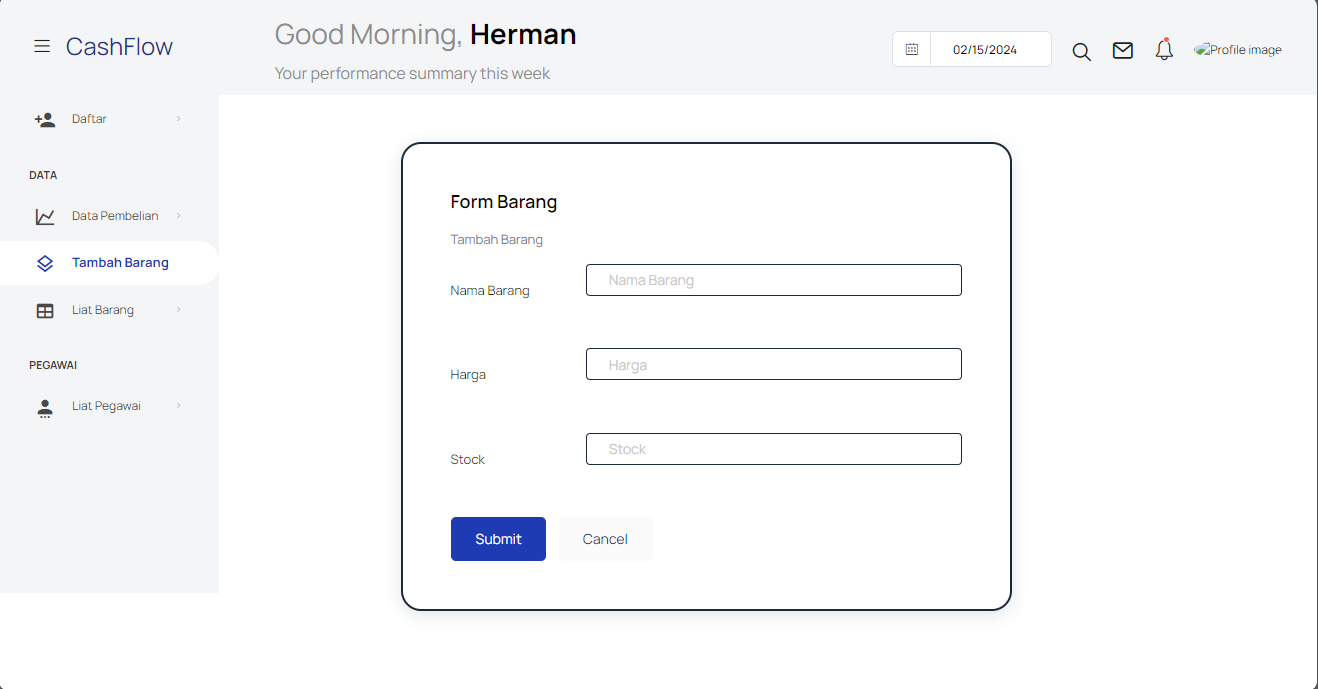 CashFlow
Good Morning, Herman
Your performance summary this week
02/15/2024
Profile image
Daftar
DATA
Data Pembelian
Tambah Barang
Liat Barang
PEGAWAI
Liat Pegawai
Form Barang
Tambah Barang
Nama Barang
Nama Barang
Harga
Harga
Stock
Stock
Submit
Cancel